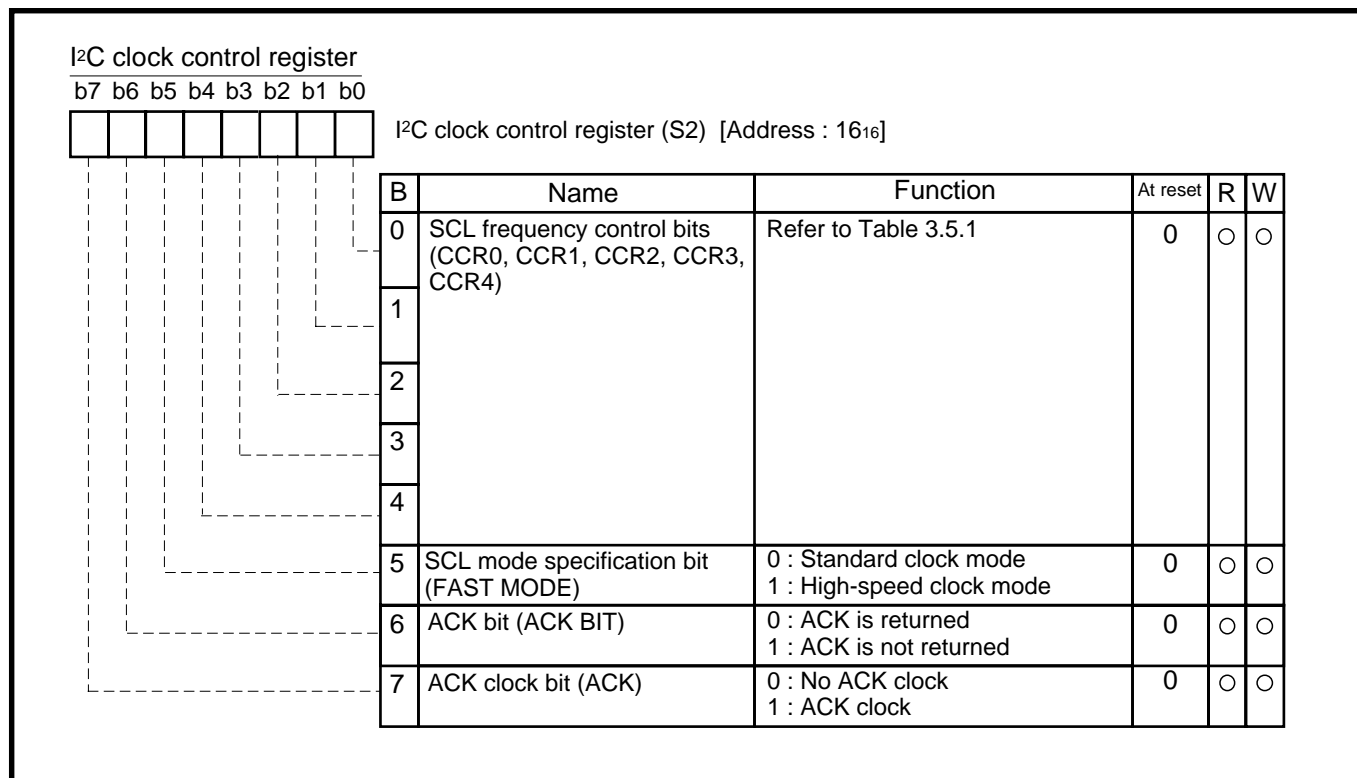 I2C clock control register
b7 b6 b5 b4 b3 b2 b1 b0
I2C clock control register (S2) [Address : 1616]
B Name Function At reset R W
0 SCL frequency control bits Refer to Table 3.5.1 0 ○ ○
(CCR0, CCR1, CCR2, CCR3,
CCR4)
1
2
3
4
5 SCL mode specification bit 0 : Standard clock mode 0 ○ ○
(FAST MODE) 1 : High-speed clock mode
6 ACK bit (ACK BIT) 0 : ACK is returned 0 ○ ○
1 : ACK is not returned
7 ACK clock bit (ACK) 0 : No ACK clock 0 ○ ○
1 : ACK clock